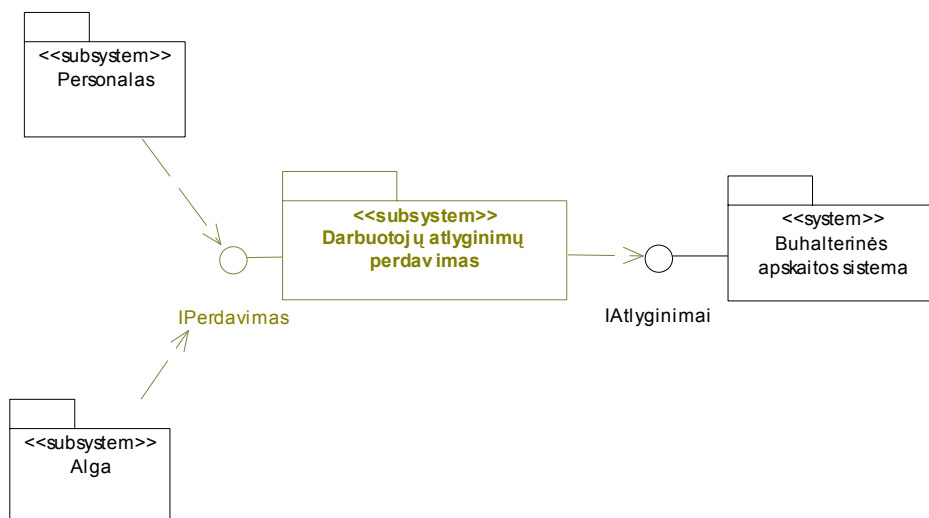 <<subsystem>>
Personalas
<<subsystem>>
Darbuotojų atlyginimų
perdavimas
<<system>>
Buhalterinės
apskaitos sistema
IPerdavimas
IAtlyginimai
<<subsystem>>
Alga